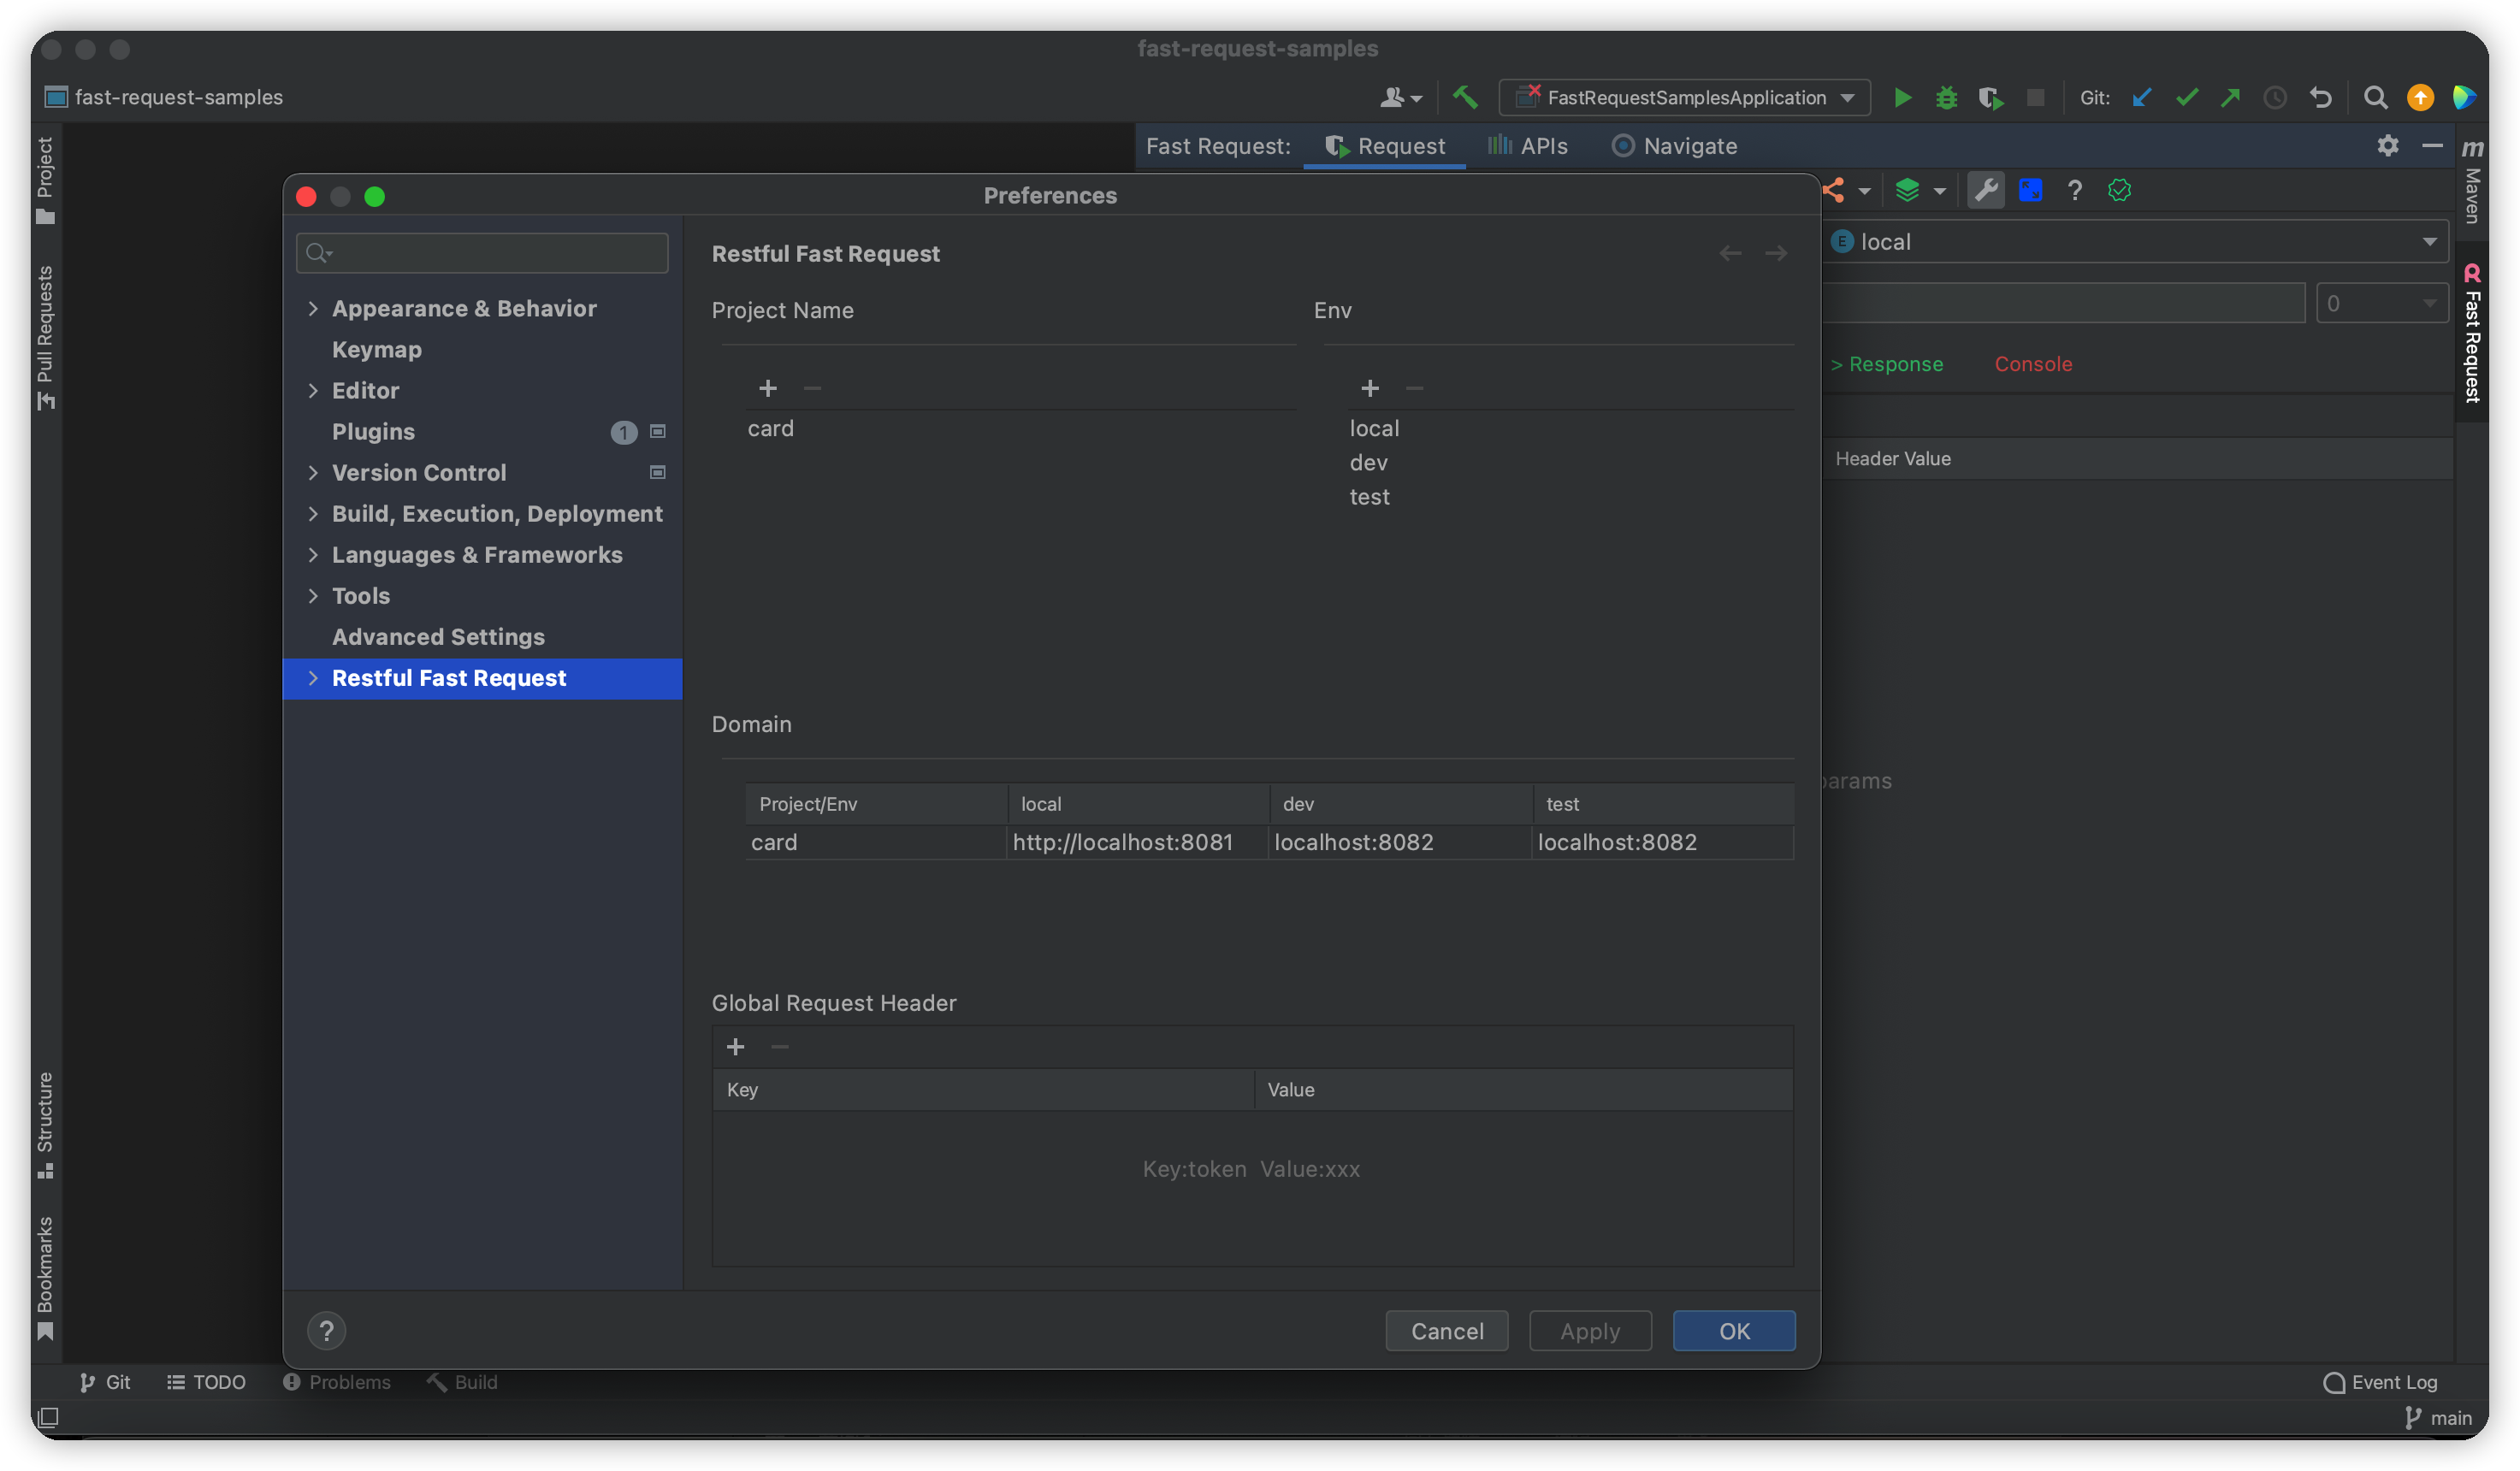 fast-request-samples
fast-request-samples
FastRequestSamplesApplication
Git:
Project
Pull Requests
Structure
Bookmarks
Fast Request:
Request
APIs
Navigate
Maven
Fast Request
local
0
> Response
Console
Header Value
params
Preferences
Appearance & Behavior
Keymap
Editor
Plugins
1
Version Control
Build, Execution, Deployment
Languages & Frameworks
Tools
Advanced Settings
Restful Fast Request
Restful Fast Request
Project Name
Env
card
local
dev
test
Domain
Project/Env local dev test
card http://localhost:8081 localhost:8082 localhost:8082
Global Request Header
Key Value
Key:token Value:xxx
?
Cancel
Apply
OK
Git
TODO
Problems
Build
Event Log
main